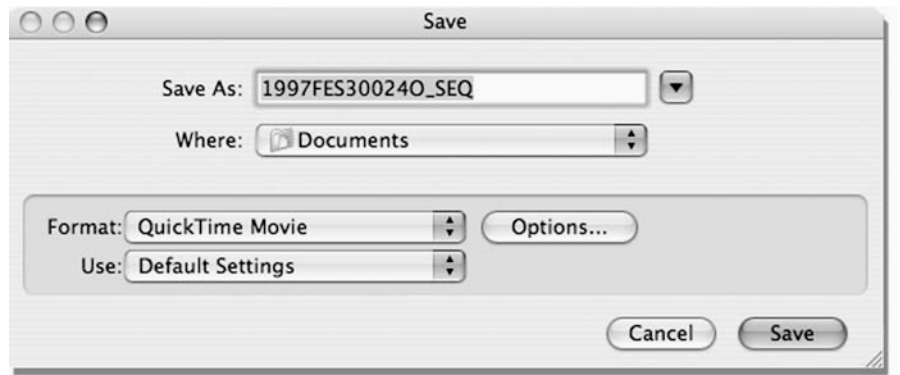 Save
Save As: 1997FES30024O_SEQ
Where: Documents
Format: QuickTime Movie Options...
Use: Default Settings
Cancel Save